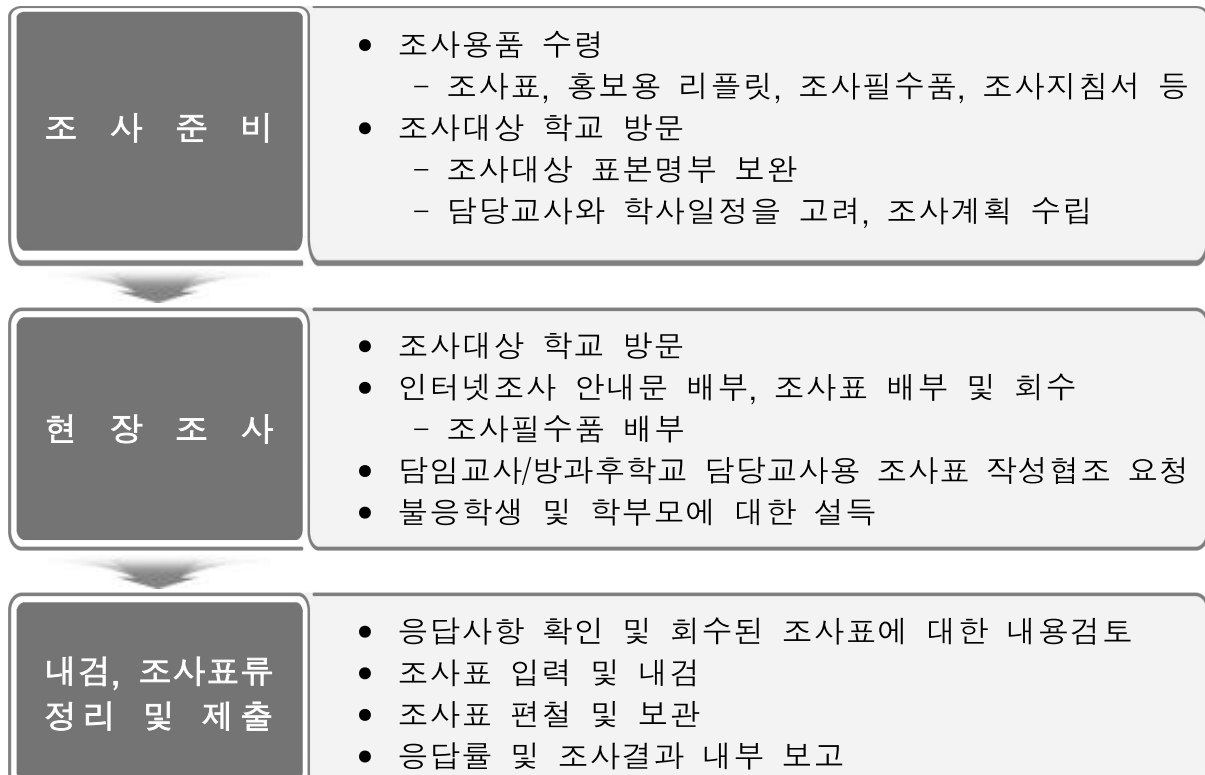 조 사 준 비
● 조사용품 수령
- 조사표, 홍보용 리플릿, 조사필수품, 조사지침서 등
● 조사대상 학교 방문
- 조사대상 표본명부 보완
- 담당교사와 학사일정을 고려, 조사계획 수립
현 장 조 사
● 조사대상 학교 방문
● 인터넷조사 안내문 배부, 조사표 배부 및 회수
- 조사필수품 배부
● 담임교사/방과후학교 담당교사용 조사표 작성협조 요청
● 불응학생 및 학부모에 대한 설득
내검, 조사표류
정리 및 제출
● 응답사항 확인 및 회수된 조사표에 대한 내용검토
● 조사표 입력 및 내검
● 조사표 편철 및 보관
● 응답률 및 조사결과 내부 보고